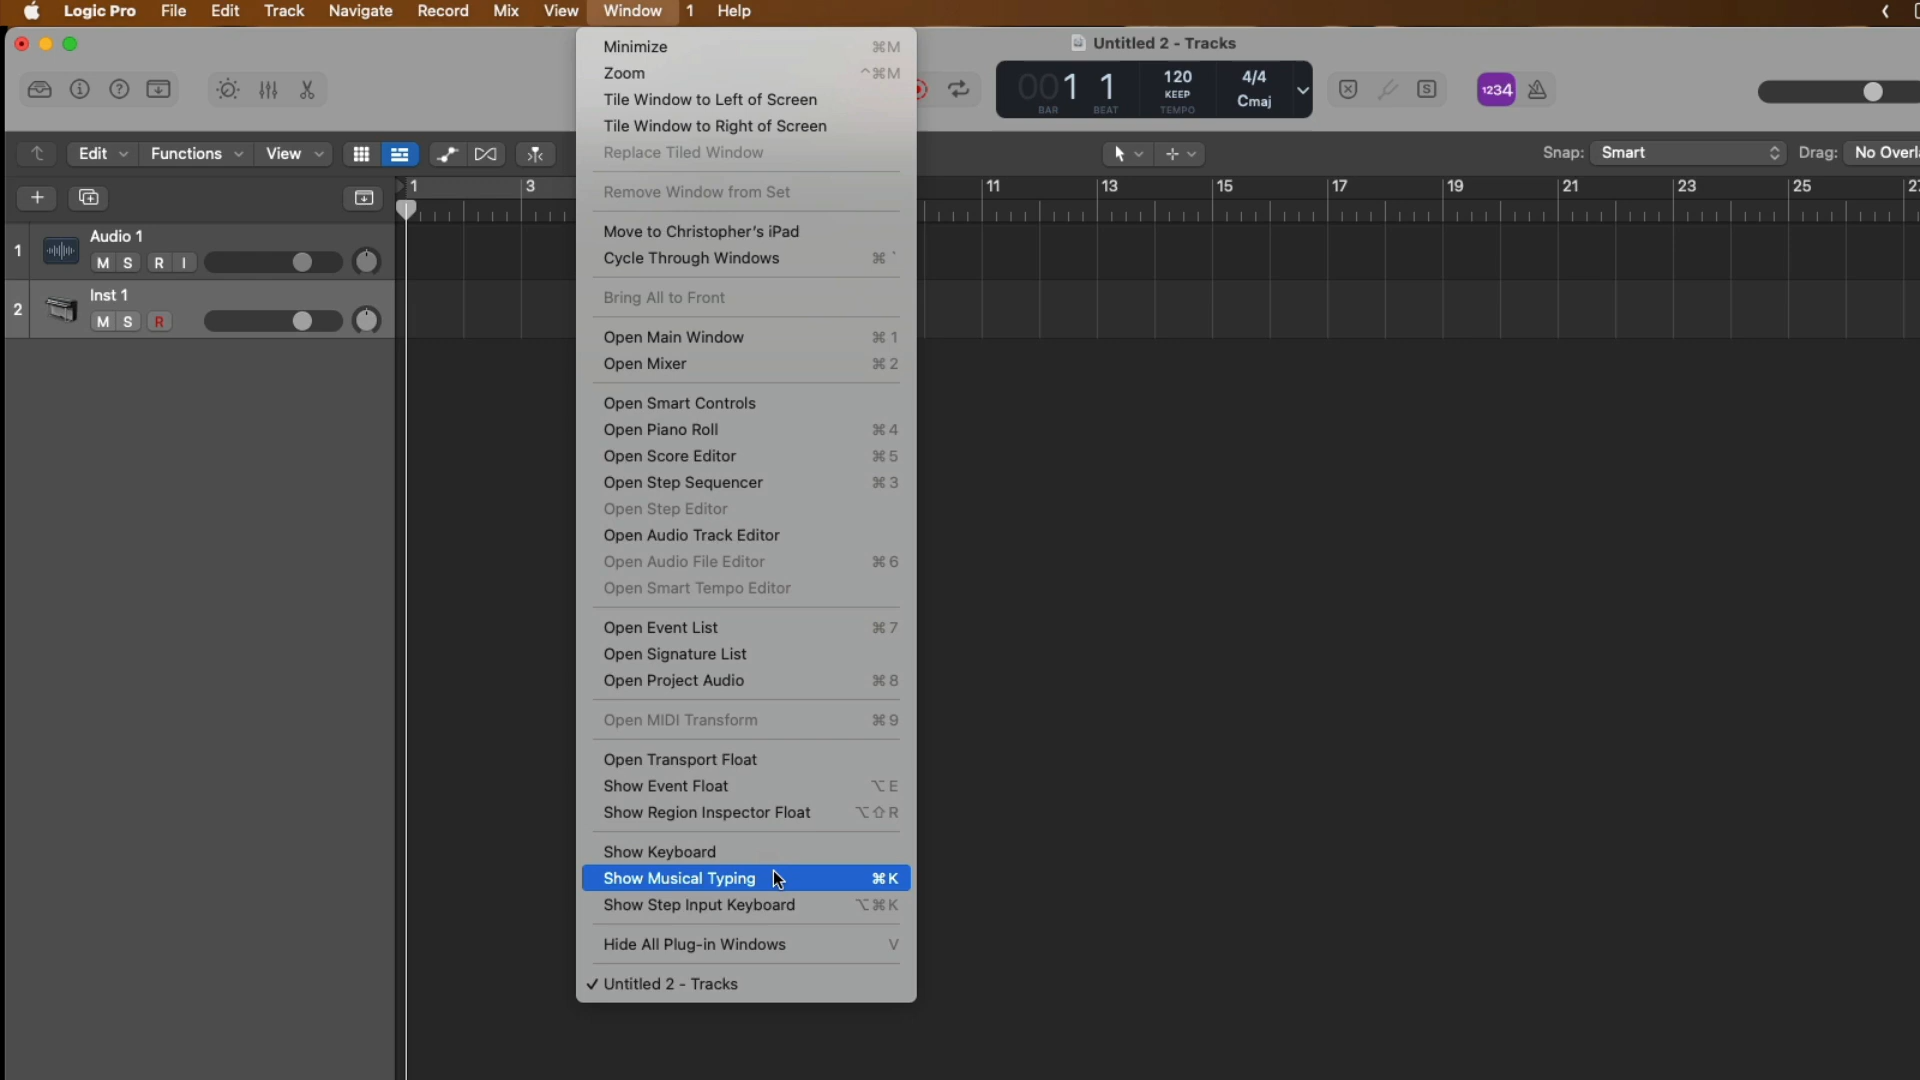 Logic Pro File Edit Track Navigate Record Mix View Window 1 Help
Untitled 2 - Tracks
001 1
BAR BEAT
120
KEEP
TEMPO
4/4
Cmaj
S
1234
Edit Functions View
Snap: Smart Drag: No Overla
1 3 11 13 15 17 19 21 23 25 27
1
Audio 1
M S R I
2
Inst 1
M S R
Minimize ⌘M
Zoom ^⌘M
Tile Window to Left of Screen
Tile Window to Right of Screen
Replace Tiled Window
Remove Window from Set
Move to Christopher's iPad
Cycle Through Windows ⌘`
Bring All to Front
Open Main Window ⌘1
Open Mixer ⌘2
Open Smart Controls
Open Piano Roll ⌘4
Open Score Editor ⌘5
Open Step Sequencer ⌘3
Open Step Editor
Open Audio Track Editor
Open Audio File Editor ⌘6
Open Smart Tempo Editor
Open Event List ⌘7
Open Signature List
Open Project Audio ⌘8
Open MIDI Transform ⌘9
Open Transport Float
Show Event Float ⌥E
Show Region Inspector Float ⌥⇧R
Show Keyboard
Show Musical Typing ⌘K
Show Step Input Keyboard ⌥⌘K
Hide All Plug-in Windows V
✓ Untitled 2 - Tracks